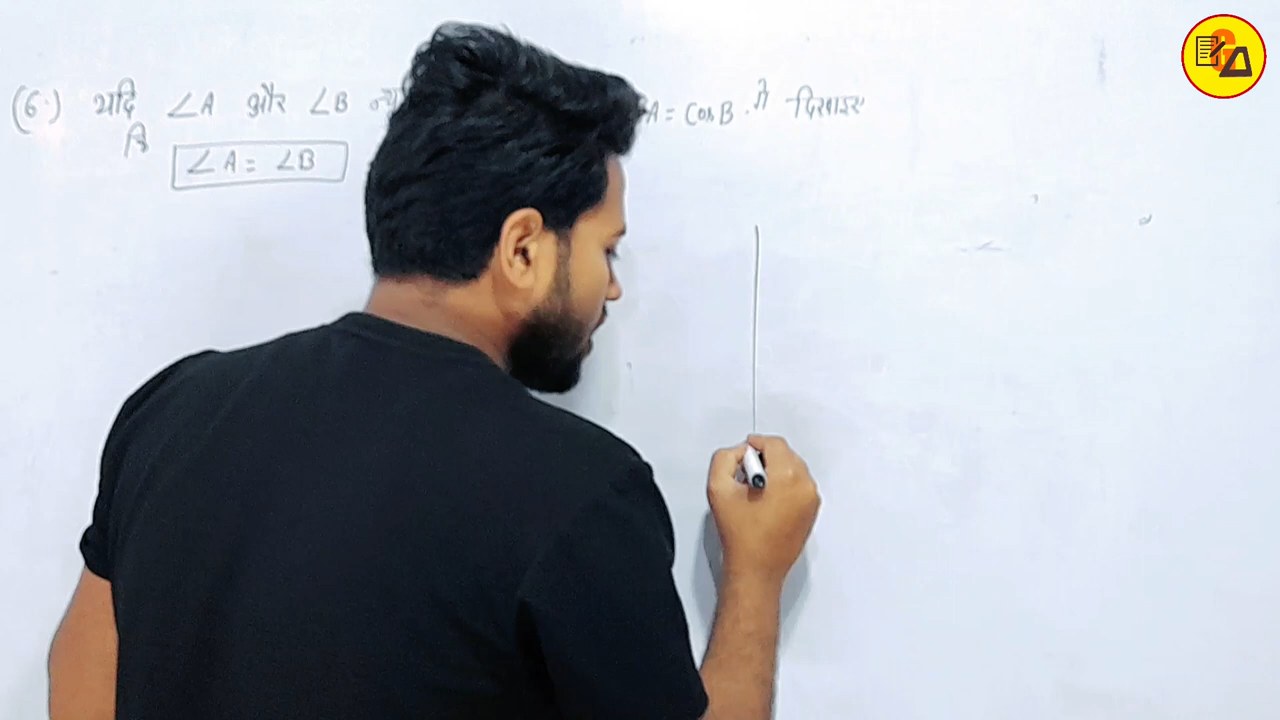 (6.) यदि ∠A और ∠B A = Cos B. तो दिखाइए
कि ∠A = ∠B